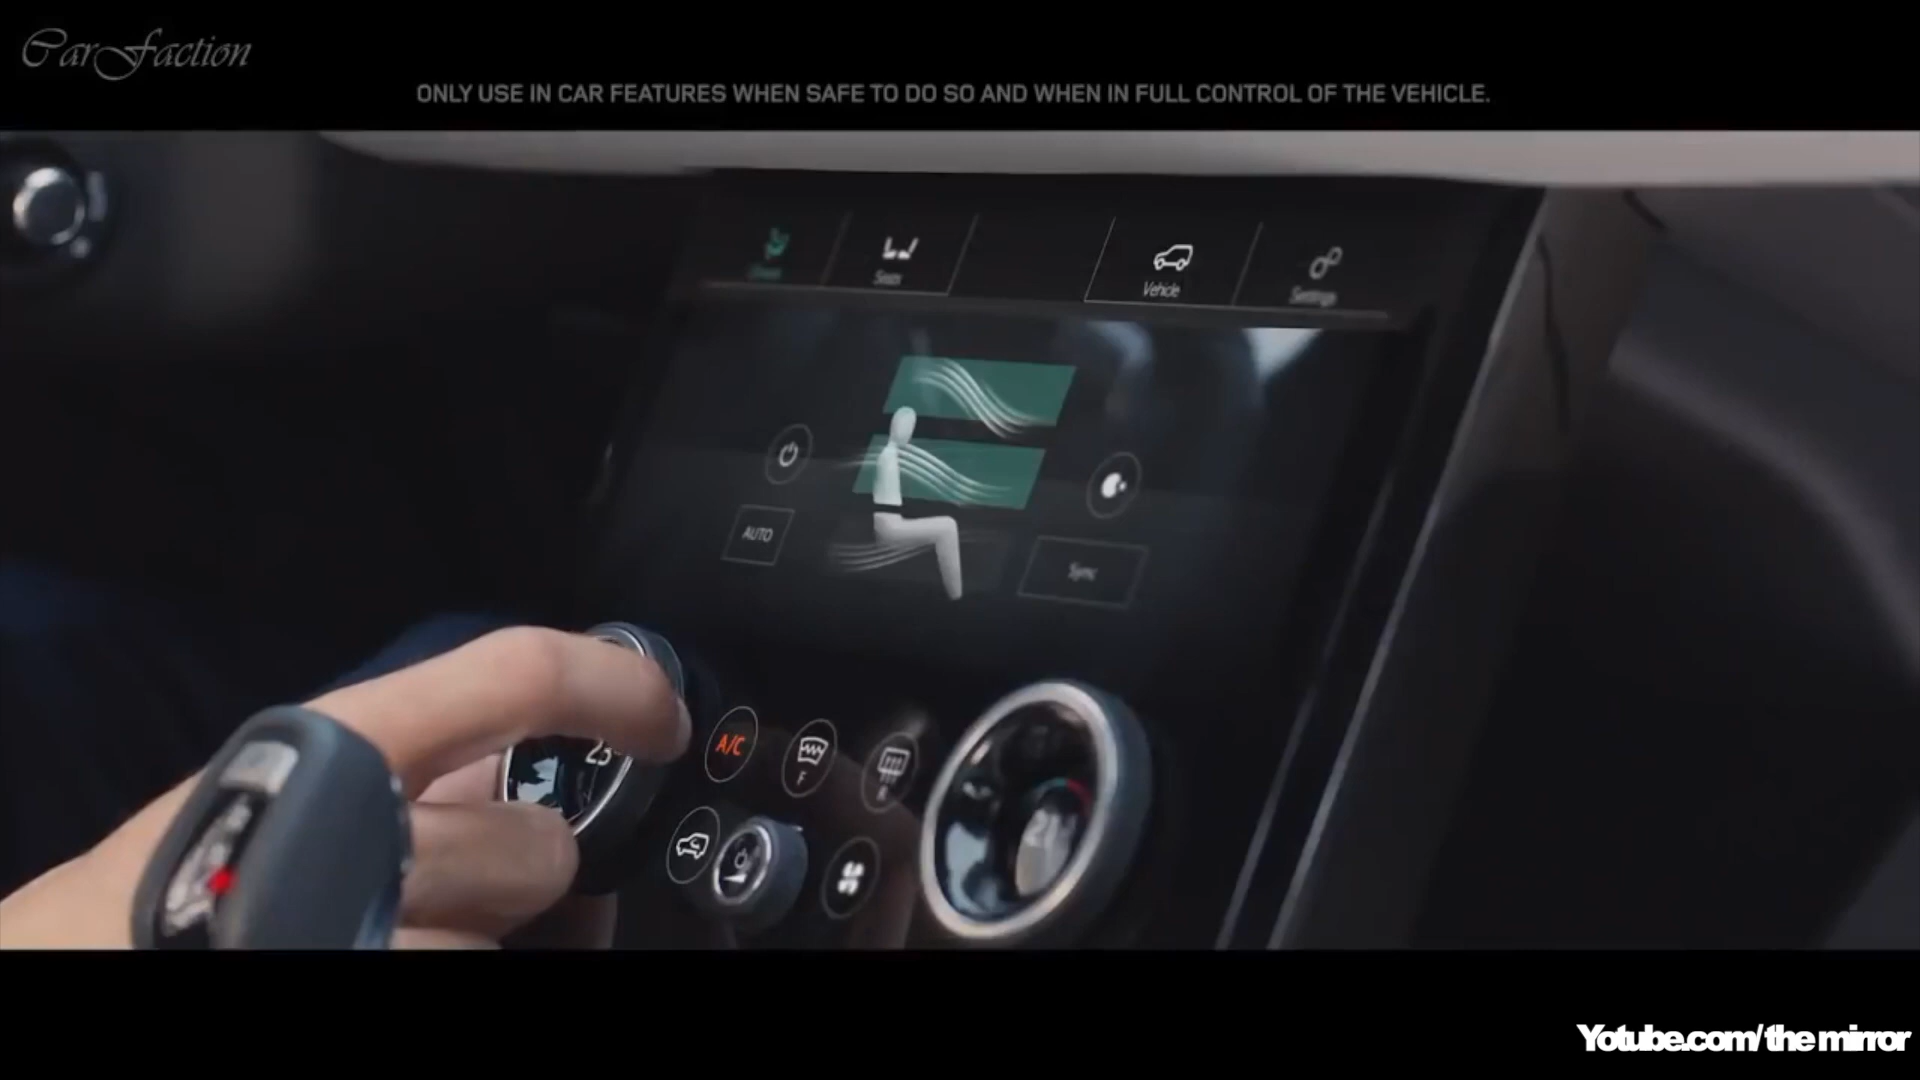 CarFaction
ONLY USE IN CAR FEATURES WHEN SAFE TO DO SO AND WHEN IN FULL CONTROL OF THE VEHICLE.
Seats
Vehicle
Settings
AUTO
Sync
A/C
F
R
Yotube.com/the mirror